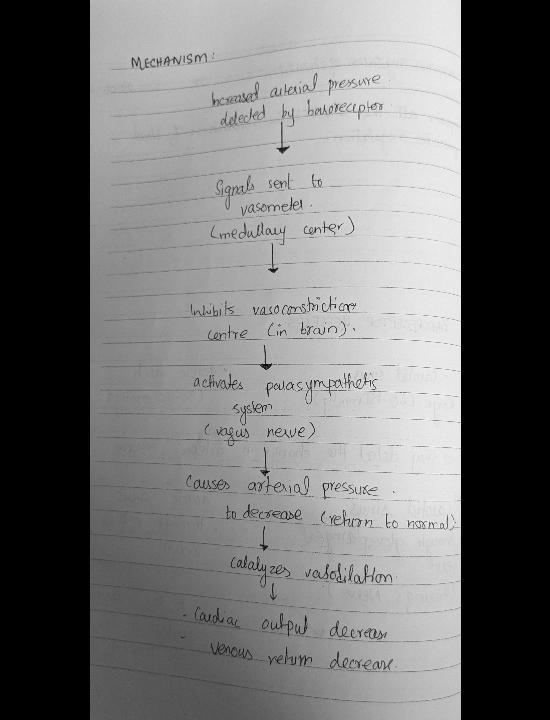 MECHANISM:
Increased arterial pressure.
detected by baroreceptor.
Signals sent to
vasometer.
(medullary center)
Inhibits vasoconstriction
centre (in brain).
activates parasympathetic
system
(vagus nerve)
Causes arterial pressure.
to decrease (return to normal)
catalyzes vasodilation
- Cardiac output decrease
- venous return decrease.